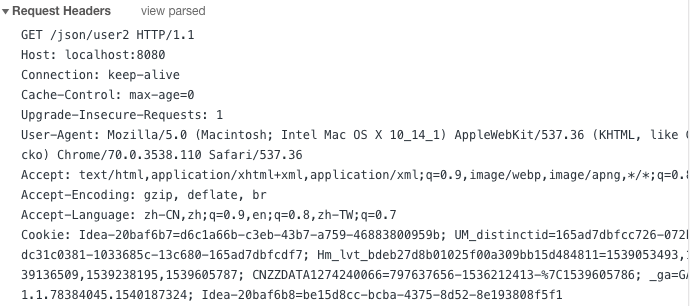 Request Headers view parsed
GET /json/user2 HTTP/1.1
Host: localhost:8080
Connection: keep-alive
Cache-Control: max-age=0
Upgrade-Insecure-Requests: 1
User-Agent: Mozilla/5.0 (Macintosh; Intel Mac OS X 10_14_1) AppleWebKit/537.36 (KHTML, like
cko) Chrome/70.0.3538.110 Safari/537.36
Accept: text/html,application/xhtml+xml,application/xml;q=0.9,image/webp,image/apng,*/*;q=0.8
Accept-Encoding: gzip, deflate, br
Accept-Language: zh-CN,zh;q=0.9,en;q=0.8,zh-TW;q=0.7
Cookie: Idea-20baf6b7=d6c1a66b-c3eb-43b7-a759-46883800959b; UM_distinctid=165ad7dbfcc726-072
dc31c0381-1033685c-13c680-165ad7dbfcdf7; Hm_lvt_bdeb27d8b01025f00a309bb15d484811=1539053493,1
39136509,1539238195,1539605787; CNZZDATA1274240066=797637656-1536212413-%7C1539605786; _ga=GA
1.1.78384045.1540187324; Idea-20baf6b8=be15d8cc-bcba-4375-8d52-8e193808f5f1